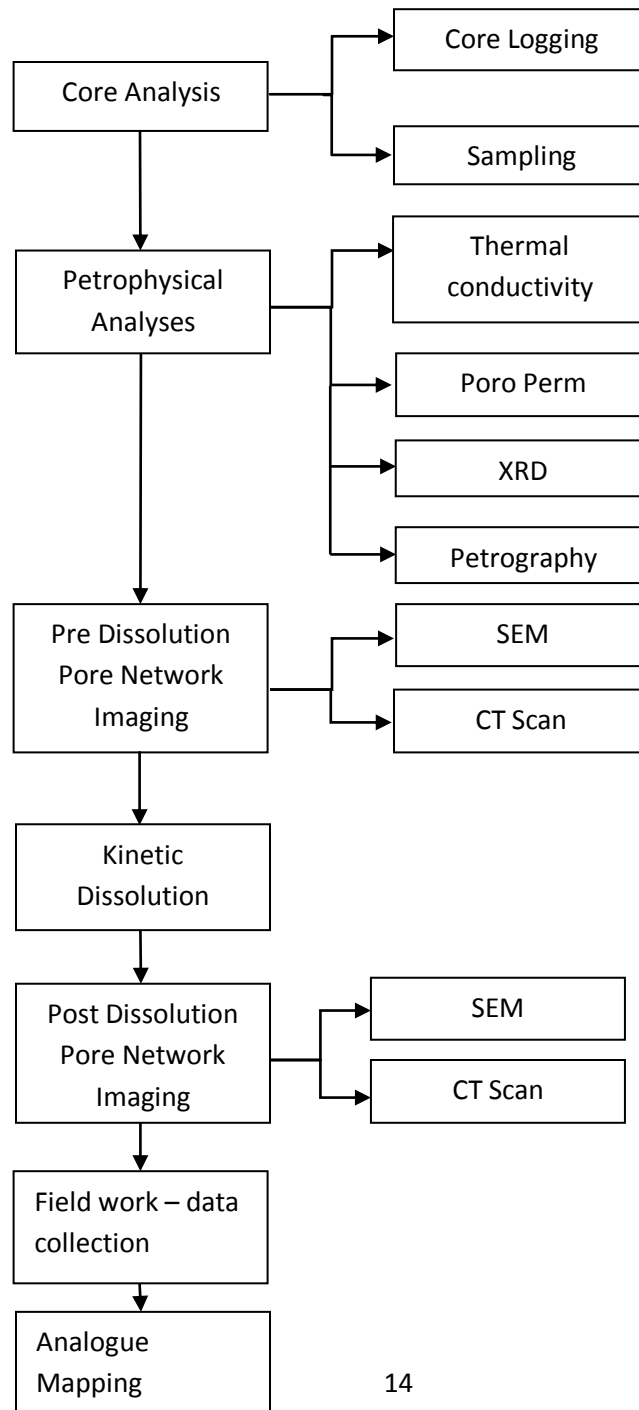 Core Analysis
Core Logging
Sampling
Petrophysical
Analyses
Thermal
conductivity
Poro Perm
XRD
Petrography
Pre Dissolution
Pore Network
Imaging
SEM
CT Scan
Kinetic
Dissolution
Post Dissolution
Pore Network
Imaging
SEM
CT Scan
Field work – data
collection
Analogue
Mapping
14